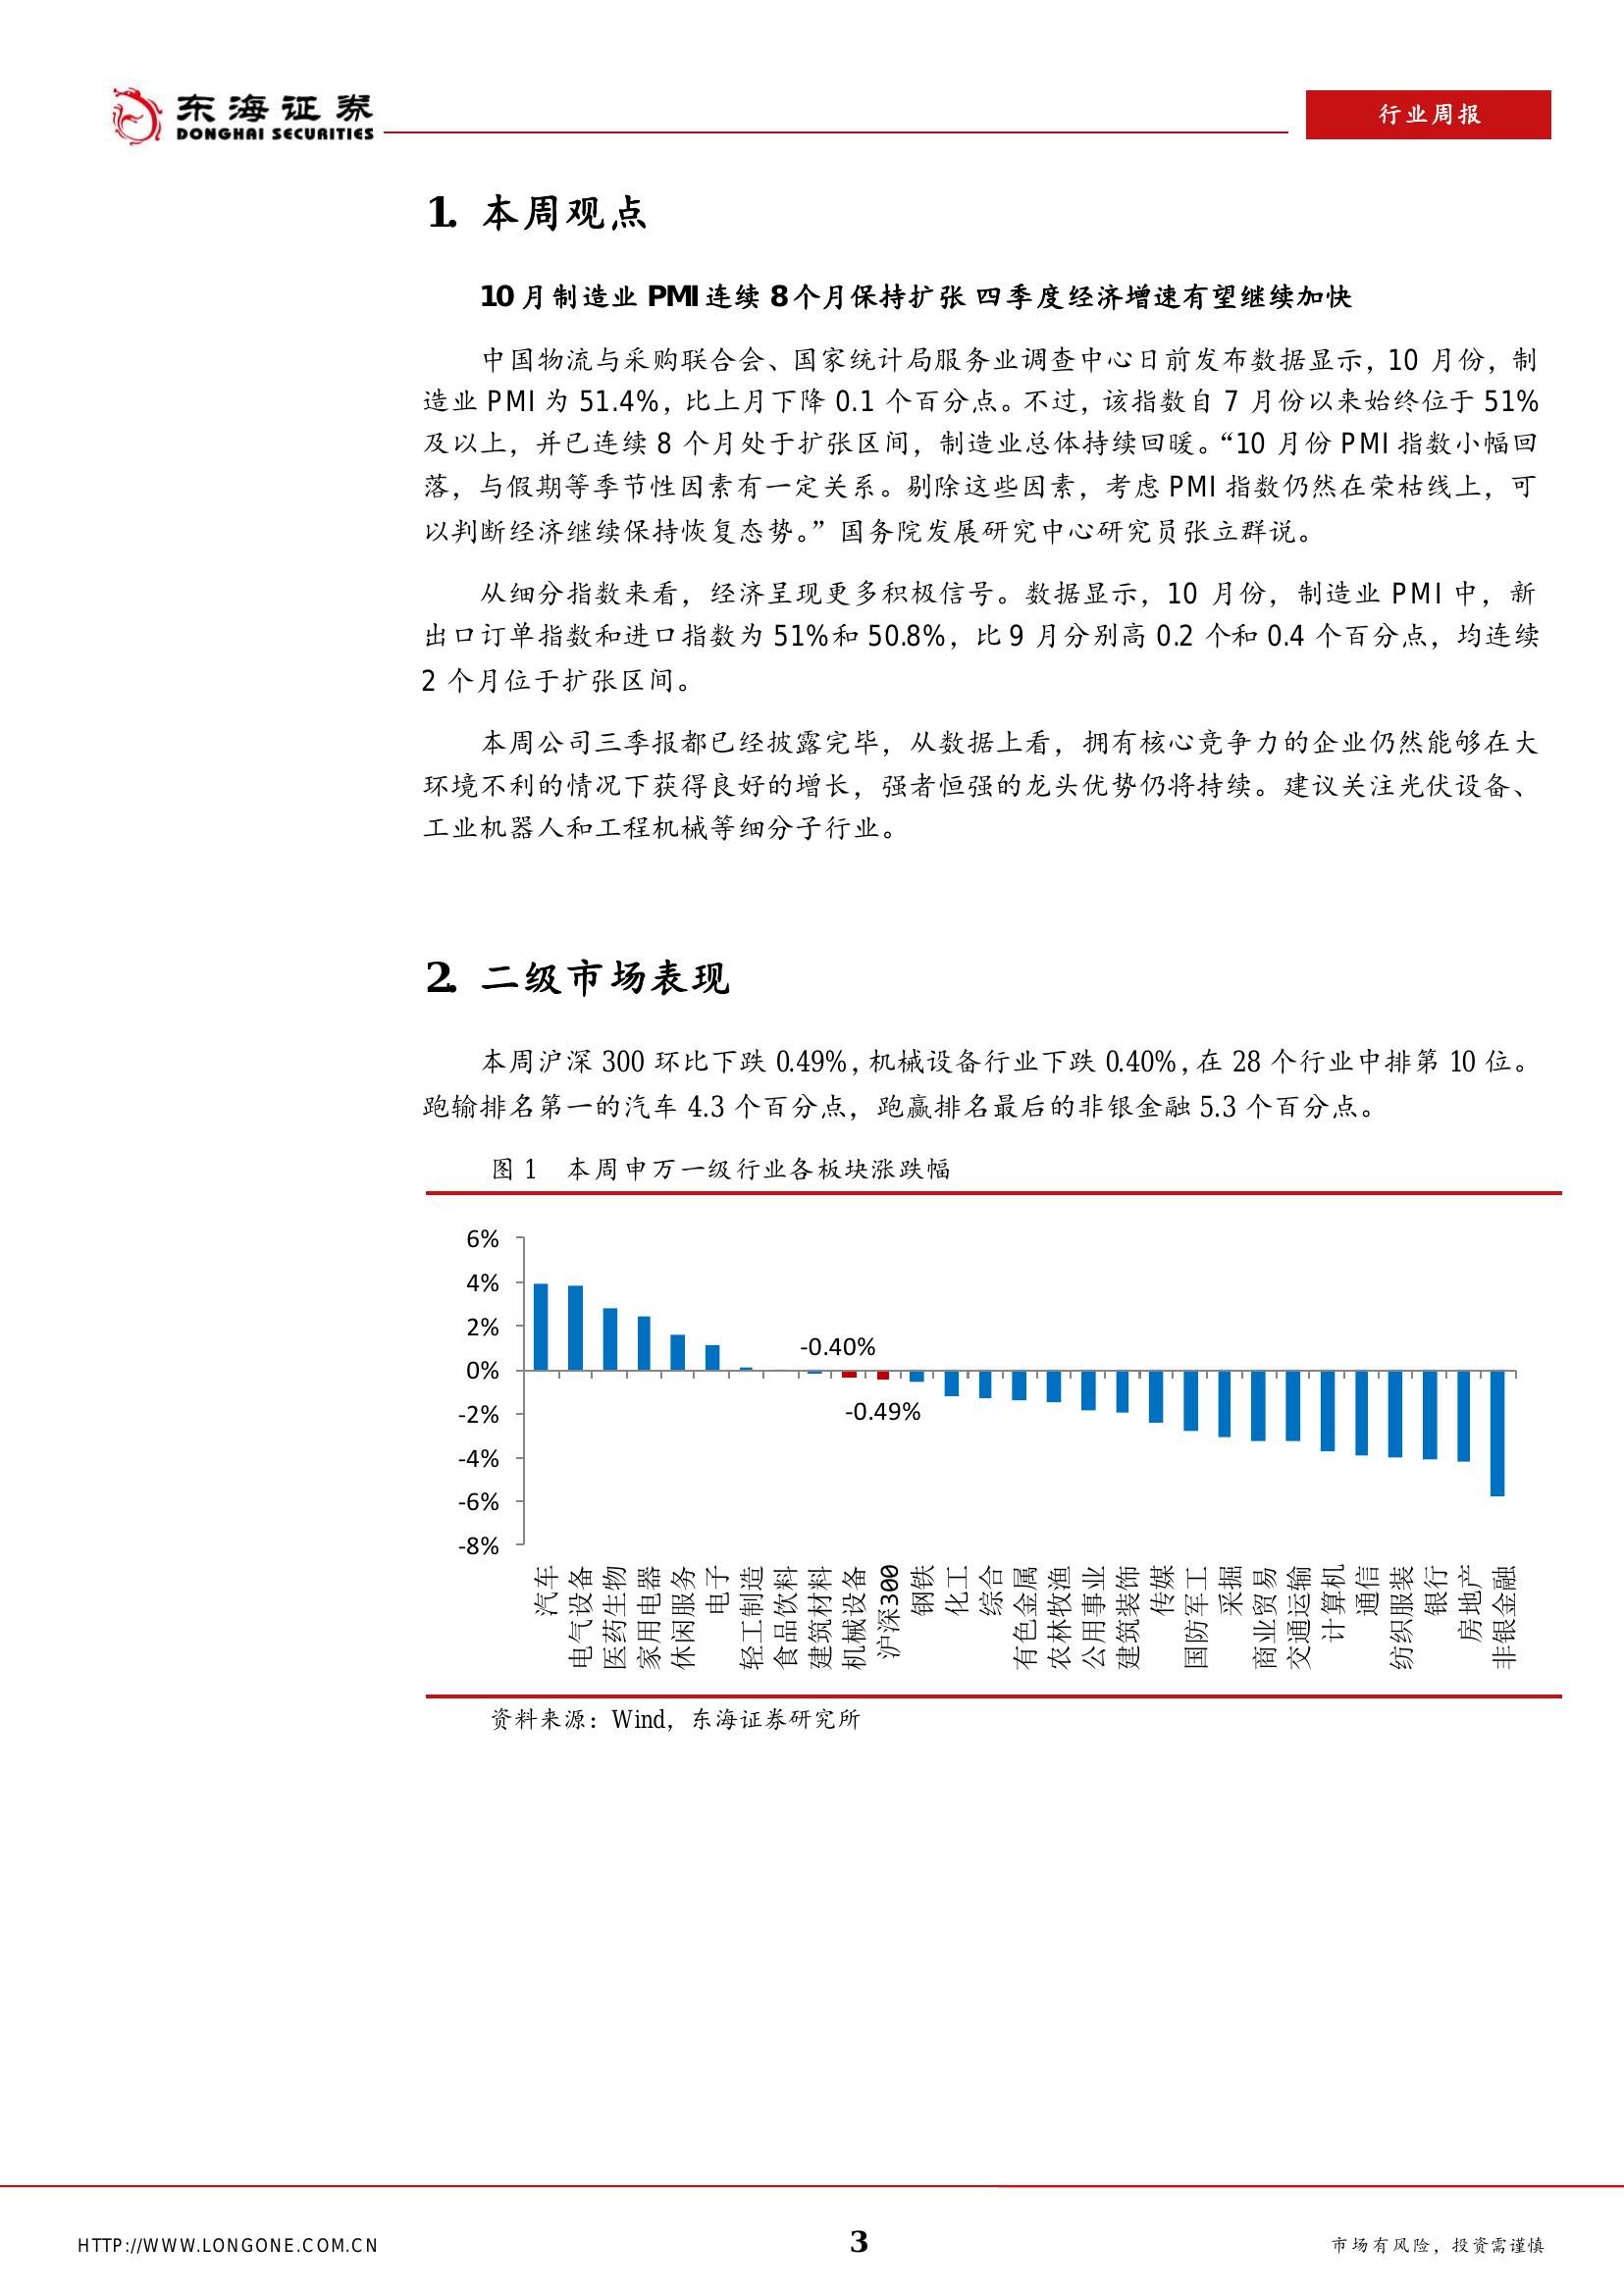 东海证券
DONGHAI SECURITIES
行业周报
1. 本周观点
10 月制造业 PMI 连续 8 个月保持扩张 四季度经济增速有望继续加快
中国物流与采购联合会、国家统计局服务业调查中心日前发布数据显示，10 月份，制
造业 PMI 为 51.4%，比上月下降 0.1 个百分点。不过，该指数自 7 月份以来始终位于 51%
及以上，并已连续 8 个月处于扩张区间，制造业总体持续回暖。“10 月份 PMI 指数小幅回
落，与假期等季节性因素有一定关系。剔除这些因素，考虑 PMI 指数仍然在荣枯线上，可
以判断经济继续保持恢复态势。”国务院发展研究中心研究员张立群说。
从细分指数来看，经济呈现更多积极信号。数据显示，10 月份，制造业 PMI 中，新
出口订单指数和进口指数为 51%和 50.8%，比 9 月分别高 0.2 个和 0.4 个百分点，均连续
2 个月位于扩张区间。
本周公司三季报都已经披露完毕，从数据上看，拥有核心竞争力的企业仍然能够在大
环境不利的情况下获得良好的增长，强者恒强的龙头优势仍将持续。建议关注光伏设备、
工业机器人和工程机械等细分子行业。
2. 二级市场表现
本周沪深 300 环比下跌 0.49%，机械设备行业下跌 0.40%，在 28 个行业中排第 10 位。
跑输排名第一的汽车 4.3 个百分点，跑赢排名最后的非银金融 5.3 个百分点。
图 1 本周申万一级行业各板块涨跌幅
6%
4%
2%
0%
-2%
-4%
-6%
-8%
-0.40%
-0.49%
汽车
电气设备
医药生物
家用电器
休闲服务
电子
轻工制造
食品饮料
建筑材料
机械设备
沪深300
钢铁
化工
综合
有色金属
农林牧渔
公用事业
建筑装饰
传媒
国防军工
采掘
商业贸易
交通运输
计算机
通信
纺织服装
银行
房地产
非银金融
资料来源：Wind，东海证券研究所
HTTP://WWW.LONGONE.COM.CN
3
市场有风险，投资需谨慎